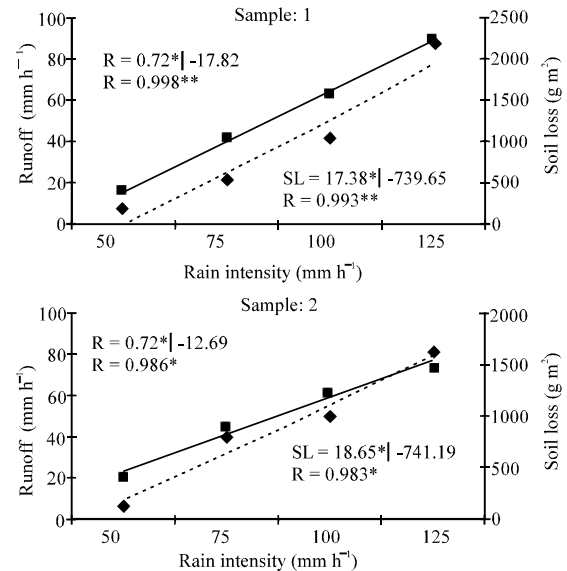 Sample: 1
100
80
60
40
20
0
Runoff (mm h⁻¹)
R = 0.72*| -17.82
R = 0.998**
SL = 17.38*| -739.65
R = 0.993**
2500
2000
1500
1000
500
0
Soil loss (g m²)
50 75 100 125
Rain intensity (mm h⁻¹)
Sample: 2
100
80
60
40
20
0
Runoff (mm h⁻¹)
R = 0.72*| -12.69
R = 0.986*
SL = 18.65*| -741.19
R = 0.983*
2000
1500
1000
500
0
Soil loss (g m²)
50 75 100 125
Rain intensity (mm h⁻¹)